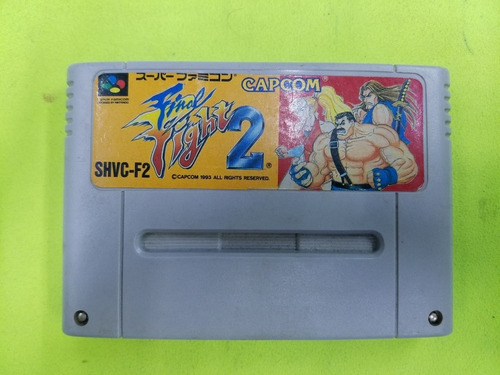 スーパーファミコン
CAPCOM
Final
Fight
2
SHVC-F2
©CAPCOM 1993 ALL RIGHTS RESERVED.